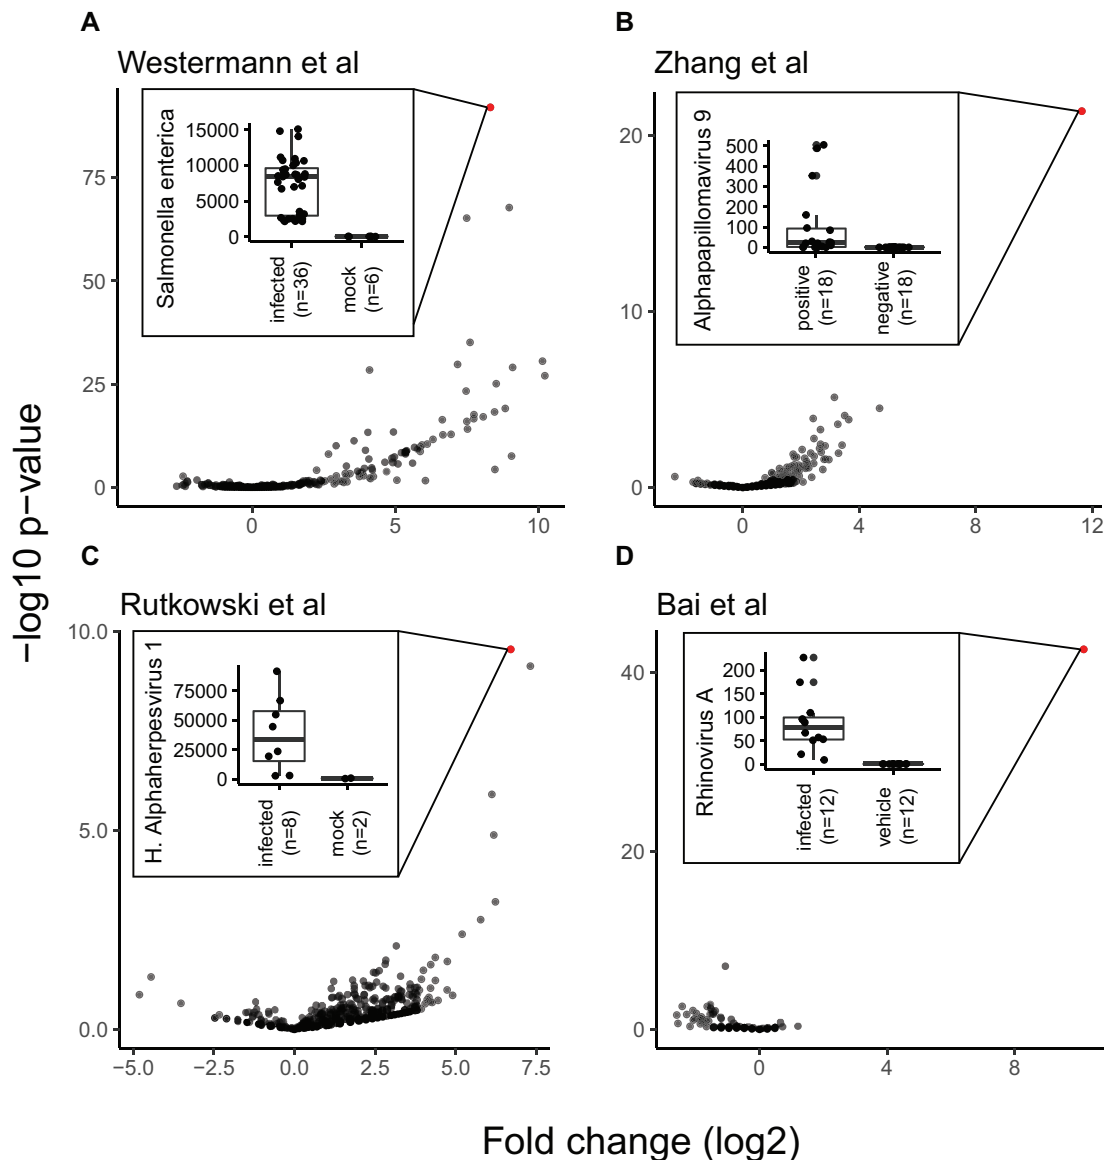 A
Westermann et al
Salmonella enterica
15000
10000
5000
0
infected
(n=36)
mock
(n=6)
75
50
25
0
0
5
10
B
Zhang et al
Alphapapillomavirus 9
500
400
300
200
100
0
positive
(n=18)
negative
(n=18)
20
10
0
0
4
8
12
−log10 p−value
C
Rutkowski et al
H. Alphaherpesvirus 1
75000
50000
25000
0
infected
(n=8)
mock
(n=2)
10.0
5.0
0.0
−5.0
−2.5
0.0
2.5
5.0
7.5
D
Bai et al
Rhinovirus A
200
150
100
50
0
infected
(n=12)
vehicle
(n=12)
40
20
0
0
4
8
Fold change (log2)